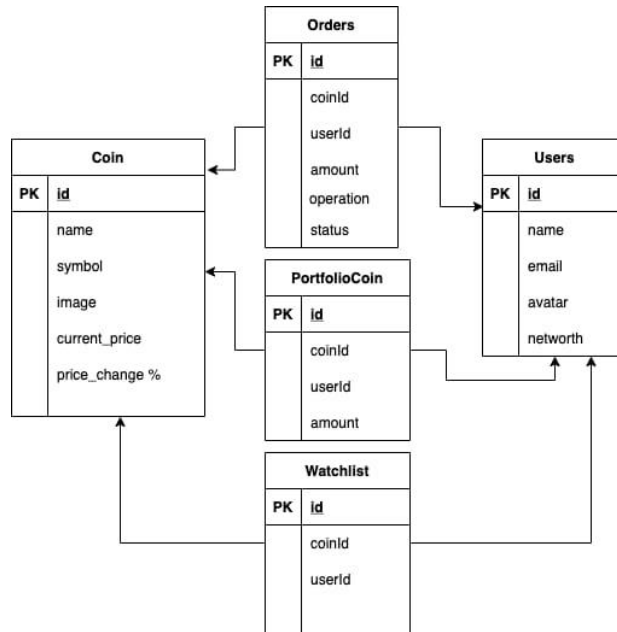 Orders
PK id
coinId
userId
amount
operation
status
Coin
PK id
name
symbol
image
current_price
price_change %
Users
PK id
name
email
avatar
networth
PortfolioCoin
PK id
coinId
userId
amount
Watchlist
PK id
coinId
userId